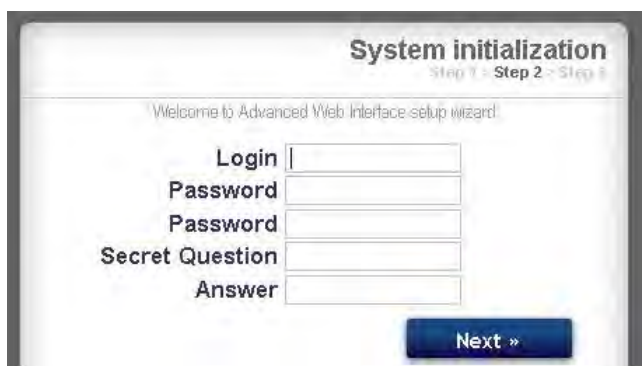 System initialization
Step 1 > Step 2 > Step 3
Welcome to Advanced Web Interface setup wizard!
Login
Password
Password
Secret Question
Answer
Next »